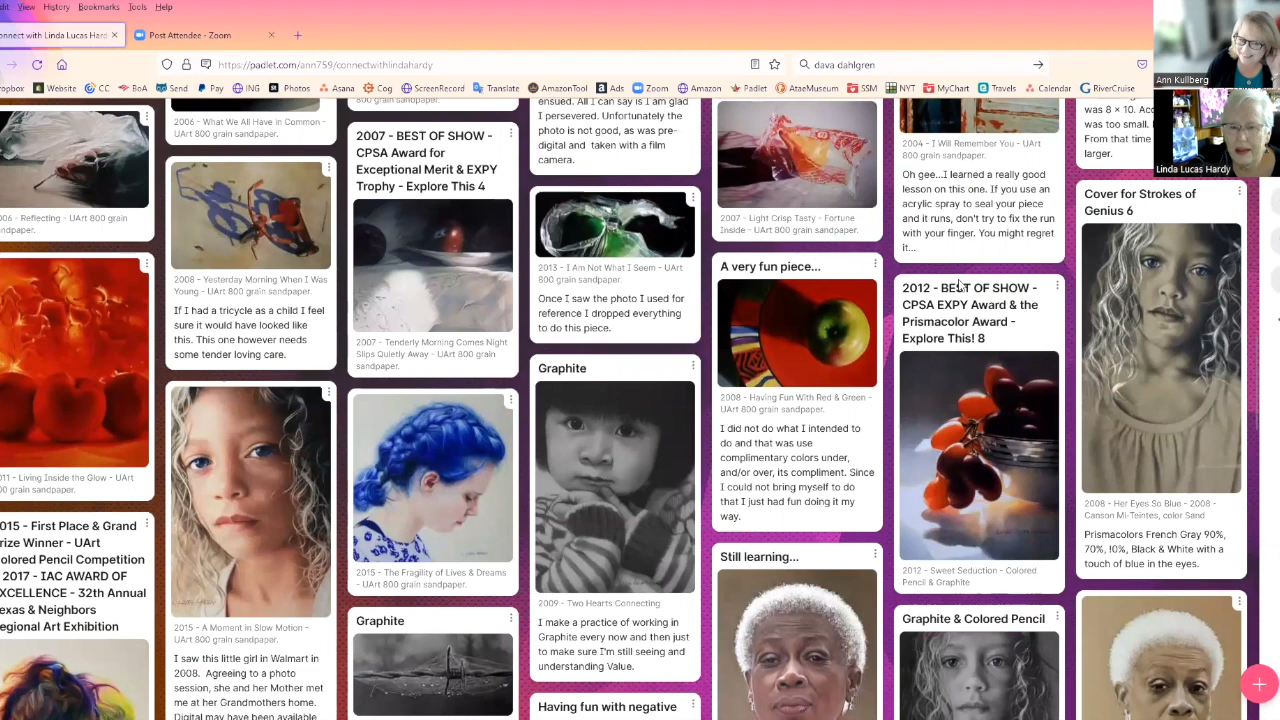 dit View History Bookmarks Tools Help
onnect with Linda Lucas Hard
Post Attendee - Zoom
https://padlet.com/ann759/connectwithlindahardy
dava dahlgren
ropbox Website CC BoA Send Pay ING Photos Asana Cog ScreenRecord Translate AmazonTool Ads Zoom Amazon Padlet AtaeMuseum SSM NYT MyChart Travels Calendar RiverCruise
Ann Kullberg
Linda Lucas Hardy
006 - Reflecting - UArt 800 grain
sandpaper.
011 - Living Inside the Glow - UArt
00 grain sandpaper.
015 - First Place & Grand
rize Winner - UArt
olored Pencil Competition
2017 - IAC AWARD OF
XCELLENCE - 32th Annual
exas & Neighbors
egional Art Exhibition
2006 - What We All Have in Common -
UArt 800 grain sandpaper.
2008 - Yesterday Morning When I Was
Young - UArt 800 grain sandpaper.
If I had a tricycle as a child I feel
sure it would have looked like
this. This one however needs
some tender loving care.
2015 - A Moment in Slow Motion -
UArt 800 grain sandpaper.
I saw this little girl in Walmart in
2008. Agreeing to a photo
session, she and her Mother met
me at her Grandmothers home.
Digital may have been available
800 grain sandpaper.
2007 - BEST OF SHOW -
CPSA Award for
Exceptional Merit & EXPY
Trophy - Explore This 4
2007 - Tenderly Morning Comes Night
Slips Quietly Away - UArt 800 grain
sandpaper.
2015 - The Fragility of Lives & Dreams
- UArt 800 grain sandpaper.
Graphite
ensued. All I can say is I am glad
I persevered. Unfortunately the
photo is not good, as was pre-
digital and taken with a film
camera.
2013 - I Am Not What I Seem - UArt
800 grain sandpaper.
Once I saw the photo I used for
reference I dropped everything
to do this piece.
Graphite
2009 - Two Hearts Connecting
I make a practice of working in
Graphite every now and then just
to make sure I'm still seeing and
understanding Value.
Having fun with negative
2007 - Light Crisp Tasty - Fortune
Inside - UArt 800 grain sandpaper.
A very fun piece...
2008 - Having Fun With Red & Green -
UArt 800 grain sandpaper.
I did not do what I intended to
do and that was use
complimentary colors under,
and/or over, its compliment. Since
I could not bring myself to do
that I just had fun doing it my
way.
Still learning...
2004 - I Will Remember You - UArt
800 grain sandpaper.
Oh gee...I learned a really good
lesson on this one. If you use an
acrylic spray to seal your piece
and it runs, don't try to fix the run
with your finger. You might regret
it...
2012 - BEST OF SHOW -
CPSA EXPY Award & the
Prismacolor Award -
Explore This! 8
2012 - Sweet Seduction - Colored
Pencil & Graphite
Graphite & Colored Pencil
was 8 × 10. Acc
was too small. I
From that time
larger.
Cover for Strokes of
Genius 6
2008 - Her Eyes So Blue - 2008 -
Canson Mi-Teintes, color Sand
Prismacolors French Gray 90%,
70%, !0%, Black & White with a
touch of blue in the eyes.